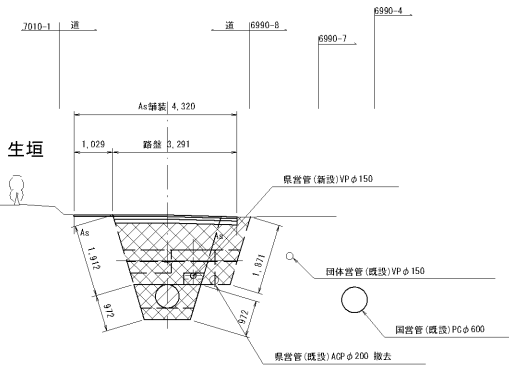 7010-1 道
道 6990-8
6990-7
6990-4
As舗装 4,320
1,029
路盤 3,291
生垣
県営管(新設)VPφ150
As
As
1,912
1,871
972
972
団体営管(既設)VPφ150
国営管(既設)PCφ600
県営管(既設)ACPφ200 撤去